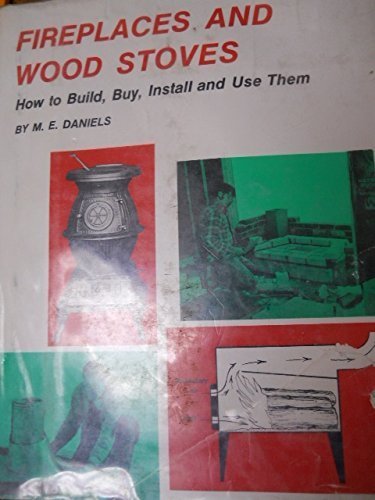 FIREPLACES AND
WOOD STOVES
How to Build, Buy, Install and Use Them
BY M. E. DANIELS